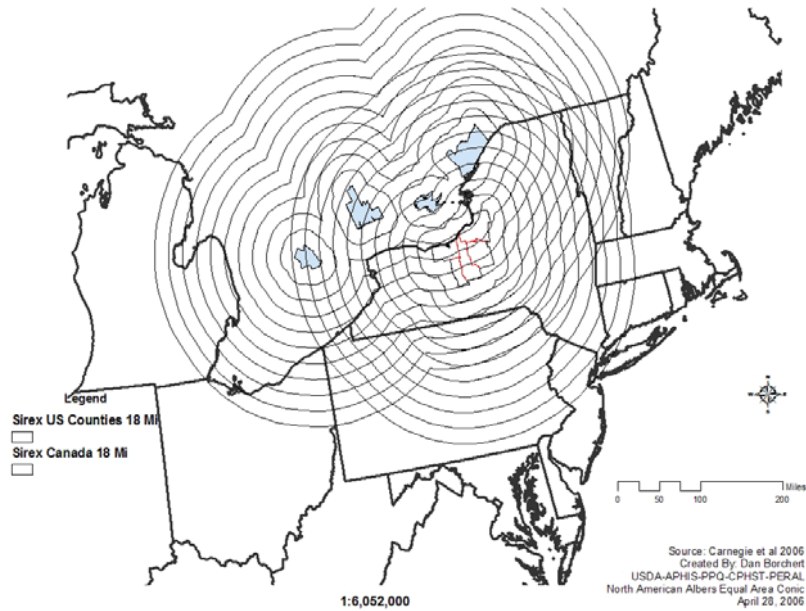 Legend
Sirex US Counties 18 Mi
Sirex Canada 18 Mi
N
W
E
S
Miles
0 50 100 200
Source: Carnegie et al 2006
Created By: Dan Borchert
USDA-APHIS-PPQ-CPHST-PERAL
North American Albers Equal Area Conic
April 28, 2006
1:6,052,000